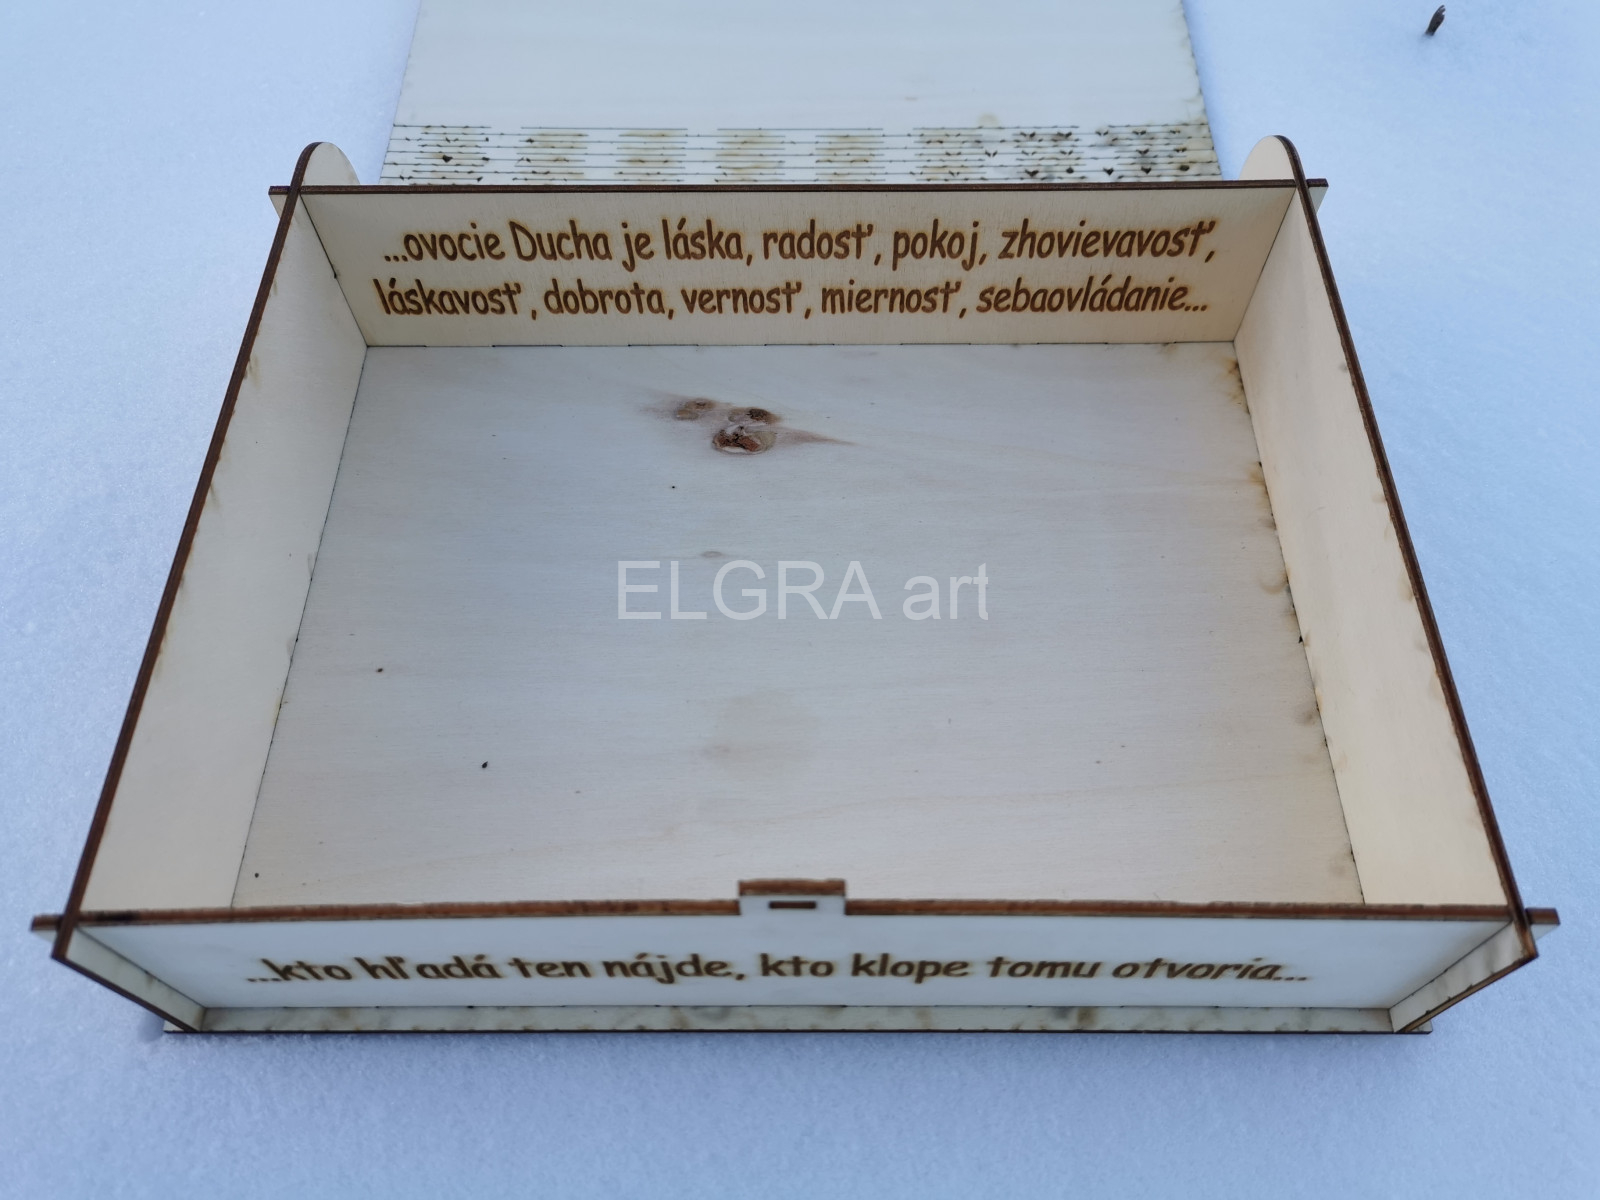 ...ovocie Ducha je láska, radosť, pokoj, zhovievavosť,
láskavosť, dobrota, vernosť, miernosť, sebaovládanie...
ELGRA art
...kto hľadá ten nájde, kto klope tomu otvoria...